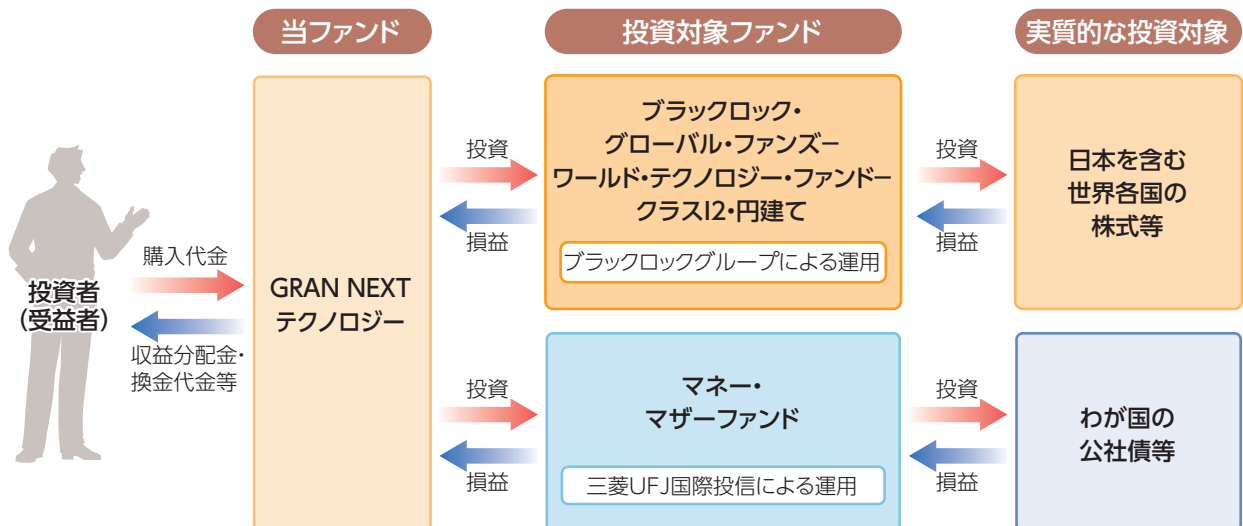 当ファンド
投資対象ファンド
実質的な投資対象
投資者
（受益者）
購入代金
収益分配金・
換金代金等
GRAN NEXT
テクノロジー
投資
損益
ブラックロック・
グローバル・ファンズー
ワールド・テクノロジー・ファンドー
クラスI2・円建て
ブラックロックグループによる運用
投資
損益
日本を含む
世界各国の
株式等
投資
損益
マネー・
マザーファンド
三菱UFJ国際投信による運用
投資
損益
わが国の
公社債等